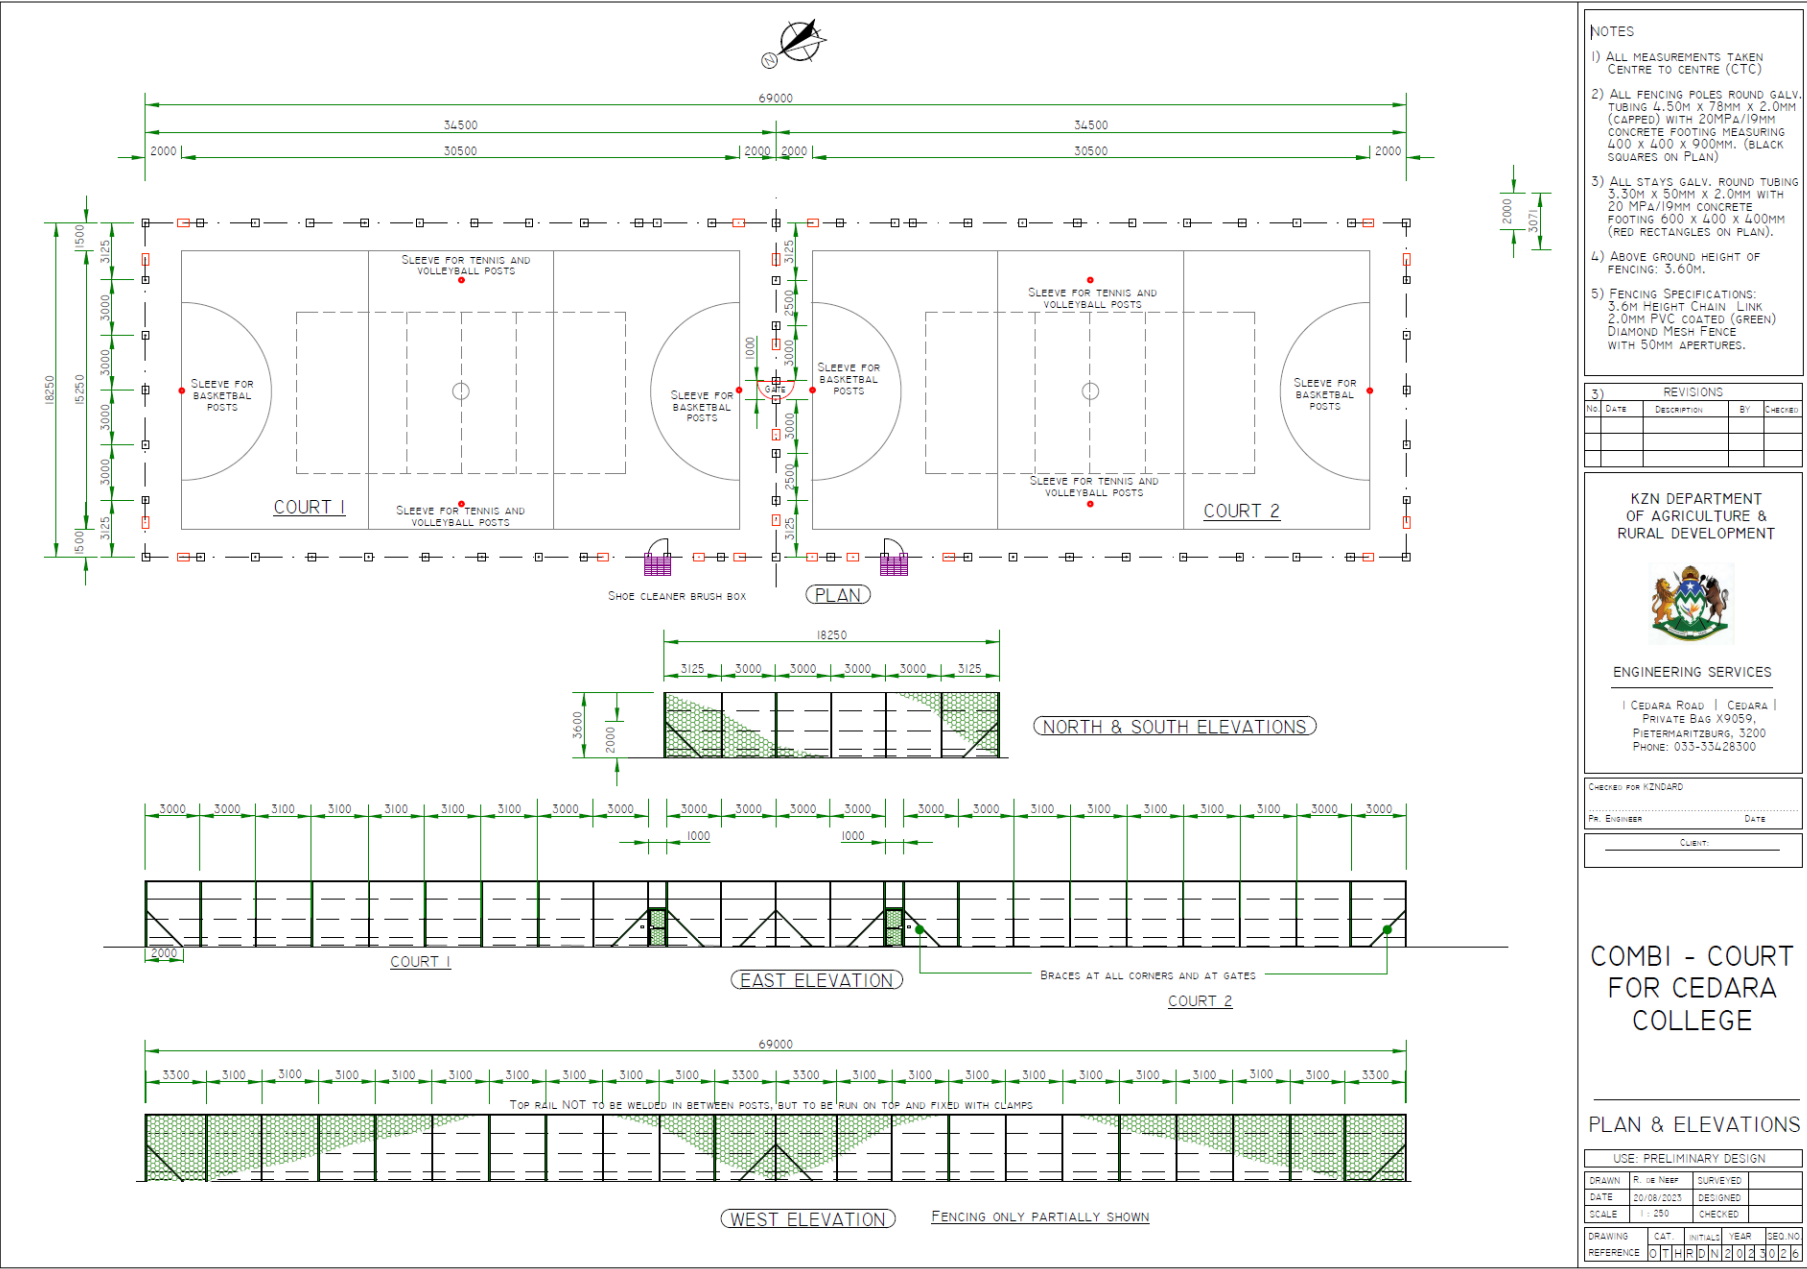 N
69000
34500
34500
2000
30500
2000
2000
30500
2000
2000
3071
18250
1500
15250
1500
3125
3000
3000
3000
3000
3125
3125
2500
3000
1000
3000
2500
3125
GATE
SLEEVE FOR TENNIS AND
VOLLEYBALL POSTS
SLEEVE FOR
BASKETBAL
POSTS
SLEEVE FOR
BASKETBAL
POSTS
COURT 1
SLEEVE FOR TENNIS AND
VOLLEYBALL POSTS
SLEEVE FOR TENNIS AND
VOLLEYBALL POSTS
SLEEVE FOR
BASKETBAL
POSTS
SLEEVE FOR
BASKETBAL
POSTS
SLEEVE FOR TENNIS AND
VOLLEYBALL POSTS
COURT 2
SHOE CLEANER BRUSH BOX
PLAN
18250
3125 3000 3000 3000 3000 3125
3600
2000
NORTH & SOUTH ELEVATIONS
3000 3000 3100 3100 3100 3100 3100 3000 3000 3000 3000 3000 3000 3000 3000 3100 3100 3100 3100 3100 3000 3000
1000
1000
2000
COURT 1
EAST ELEVATION
BRACES AT ALL CORNERS AND AT GATES
COURT 2
69000
3300 3100 3100 3100 3100 3100 3100 3100 3100 3100 3300 3300 3100 3100 3100 3100 3100 3100 3100 3100 3100 3300
TOP RAIL NOT TO BE WELDED IN BETWEEN POSTS, BUT TO BE RUN ON TOP AND FIXED WITH CLAMPS
WEST ELEVATION
FENCING ONLY PARTIALLY SHOWN
NOTES
1) ALL MEASUREMENTS TAKEN
CENTRE TO CENTRE (CTC)
2) ALL FENCING POLES ROUND GALV.
TUBING 4.50M X 78MM X 2.0MM
(CAPPED) WITH 20MPA/19MM
CONCRETE FOOTING MEASURING
400 X 400 X 900MM. (BLACK
SQUARES ON PLAN)
3) ALL STAYS GALV. ROUND TUBING
3.30M X 50MM X 2.0MM WITH
20 MPA/19MM CONCRETE
FOOTING 600 X 400 X 400MM
(RED RECTANGLES ON PLAN).
4) ABOVE GROUND HEIGHT OF
FENCING: 3.60M.
5) FENCING SPECIFICATIONS:
3.6M HEIGHT CHAIN LINK
2.0MM PVC COATED (GREEN)
DIAMOND MESH FENCE
WITH 50MM APERTURES.
3) REVISIONS
NO. DATE DESCRIPTION BY CHECKED
KZN DEPARTMENT
OF AGRICULTURE &
RURAL DEVELOPMENT
ENGINEERING SERVICES
1 CEDARA ROAD | CEDARA |
PRIVATE BAG X9059,
PIETERMARITZBURG, 3200
PHONE: 033-33428300
CHECKED FOR KZNDARD
PR. ENGINEER DATE
CLIENT:
COMBI - COURT
FOR CEDARA
COLLEGE
PLAN & ELEVATIONS
USE: PRELIMINARY DESIGN
DRAWN R. DE NEEF SURVEYED
DATE 20/08/2023 DESIGNED
SCALE 1 : 250 CHECKED
DRAWING CAT. INITIALS YEAR SEQ.NO.
REFERENCE O T H R D N 2 0 2 3 0 2 6